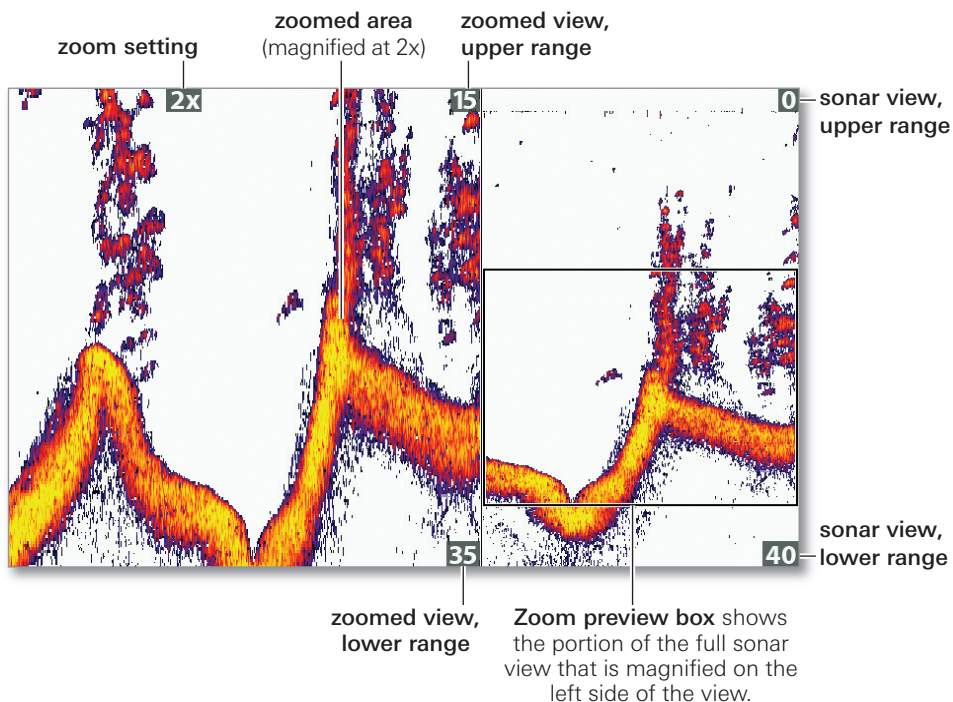 zoom setting
zoomed area
(magnified at 2x)
zoomed view,
upper range
2x
15
0
sonar view,
upper range
35
40
sonar view,
lower range
zoomed view,
lower range
Zoom preview box shows
the portion of the full sonar
view that is magnified on the
left side of the view.